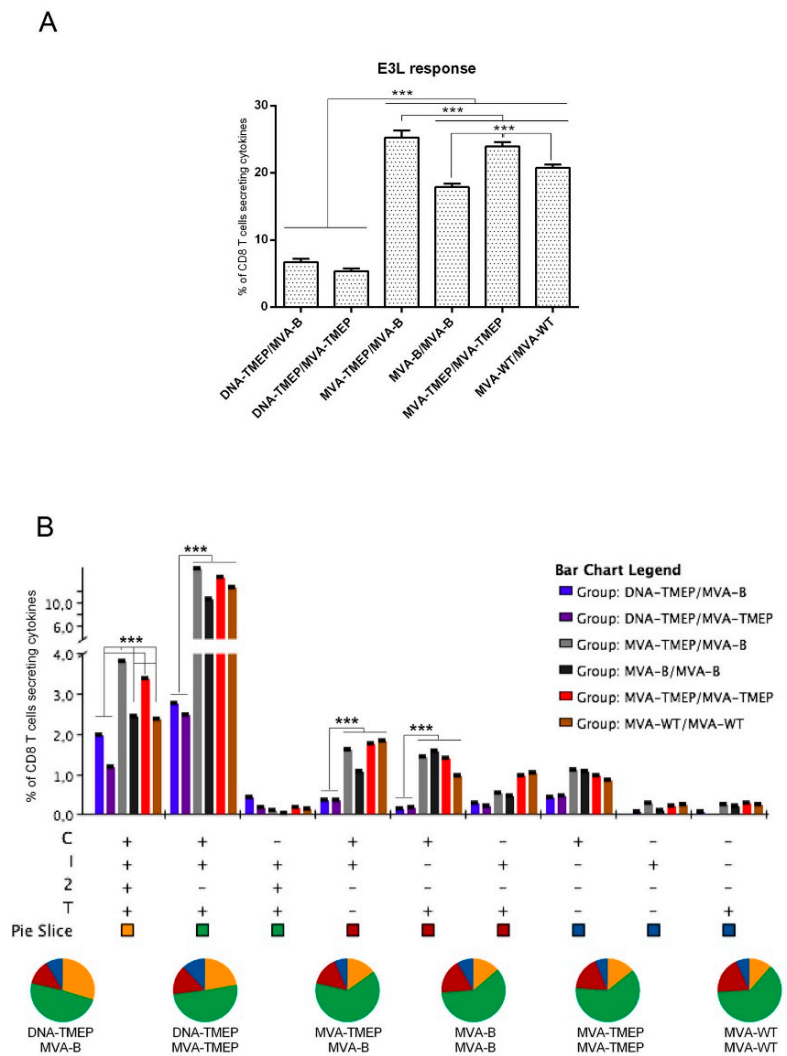 A
E3L response
***
***
***
30
20
10
0
% of CD8 T cells secreting cytokines
DNA-TMEP/MVA-B
DNA-TMEP/MVA-TMEP
MVA-TMEP/MVA-B
MVA-B/MVA-B
MVA-TMEP/MVA-TMEP
MVA-WT/MVA-WT
B
% of CD8 T cells secreting cytokines
10,0
6,0
4,0
3,0
2,0
1,0
0,0
***
***
***
***
Bar Chart Legend
Group: DNA-TMEP/MVA-B
Group: DNA-TMEP/MVA-TMEP
Group: MVA-TMEP/MVA-B
Group: MVA-B/MVA-B
Group: MVA-TMEP/MVA-TMEP
Group: MVA-WT/MVA-WT
C + + - + + - + - -
I + + + + - + - + -
2 + - + - - - - - -
T + + + - + + - - +
Pie Slice
DNA-TMEP
MVA-B
DNA-TMEP
MVA-TMEP
MVA-TMEP
MVA-B
MVA-B
MVA-B
MVA-TMEP
MVA-TMEP
MVA-WT
MVA-WT